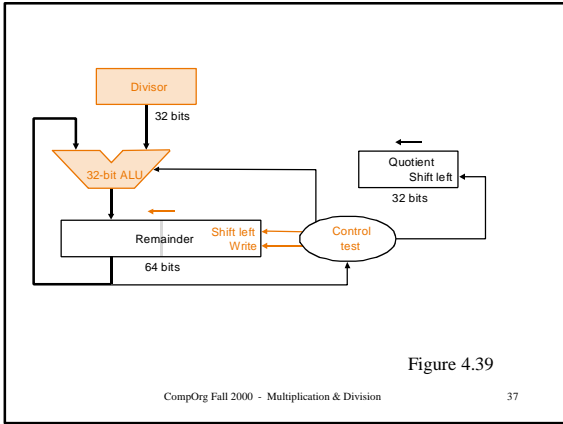 Divisor
32 bits
32-bit ALU
Quotient
Shift left
32 bits
Remainder
Shift left
Write
Control
test
64 bits
Figure 4.39
CompOrg Fall 2000 - Multiplication & Division 37